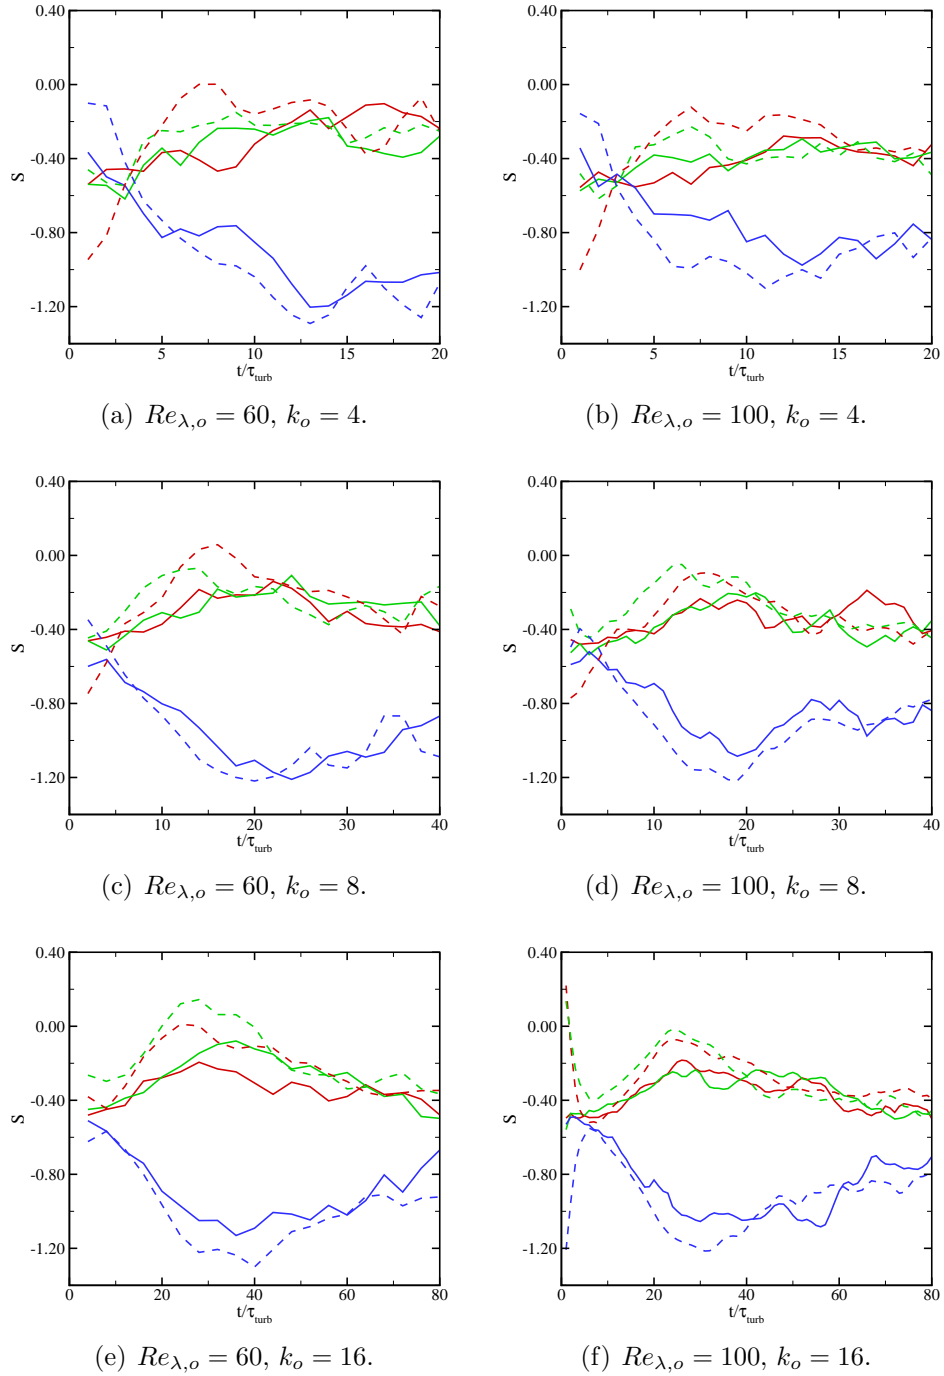 0.40
0.00
-0.40
-0.80
-1.20
S
0 5 10 15 20
t/τturb
(a) Reλ,o = 60, ko = 4.
0.40
0.00
-0.40
-0.80
-1.20
S
0 5 10 15 20
t/τturb
(b) Reλ,o = 100, ko = 4.
0.40
0.00
-0.40
-0.80
-1.20
S
0 10 20 30 40
t/τturb
(c) Reλ,o = 60, ko = 8.
0.40
0.00
-0.40
-0.80
-1.20
S
0 10 20 30 40
t/τturb
(d) Reλ,o = 100, ko = 8.
0.40
0.00
-0.40
-0.80
-1.20
S
0 20 40 60 80
t/τturb
(e) Reλ,o = 60, ko = 16.
0.40
0.00
-0.40
-0.80
-1.20
S
0 20 40 60 80
t/τturb
(f) Reλ,o = 100, ko = 16.